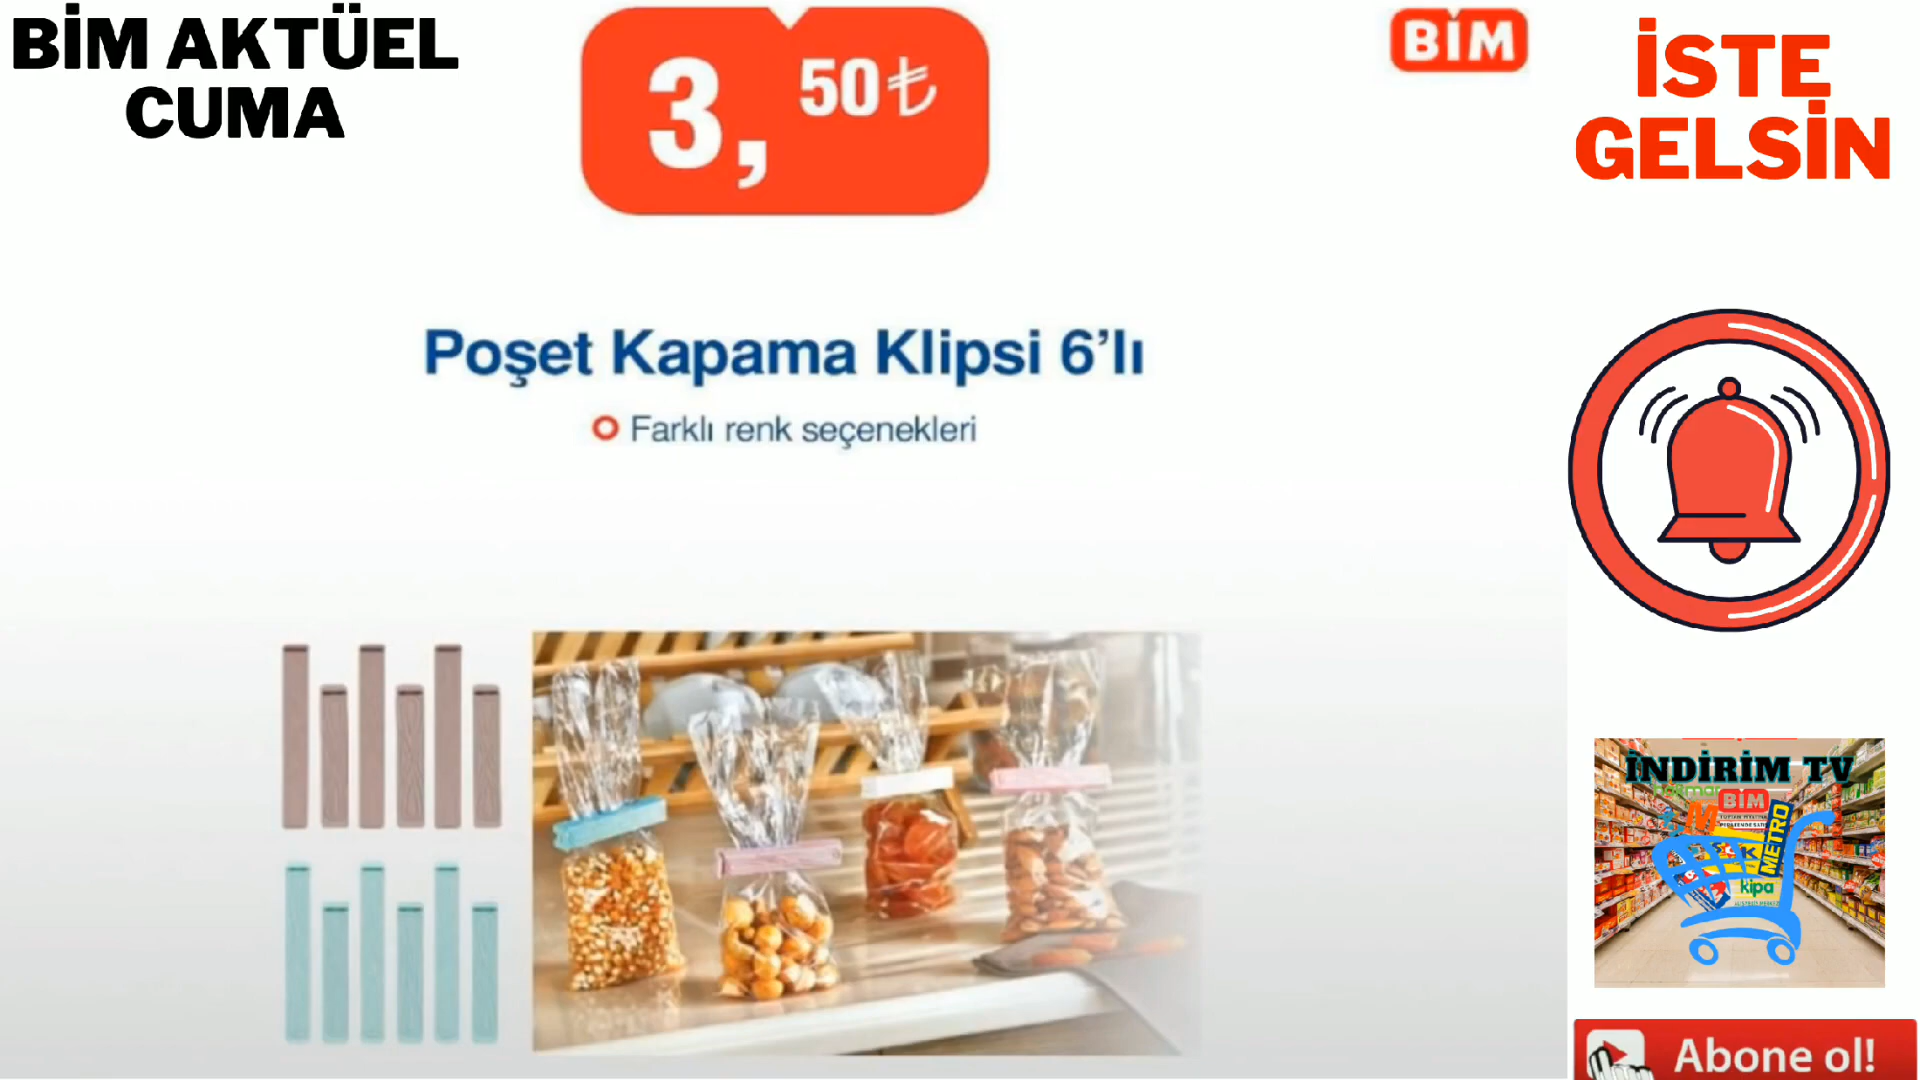 BİM AKTÜEL
CUMA
3,50₺
BİM
İSTE
GELSİN
Poşet Kapama Klipsi 6’lı
Farklı renk seçenekleri
İNDİRİM TV
BİM
METRO
kipa
Abone ol!